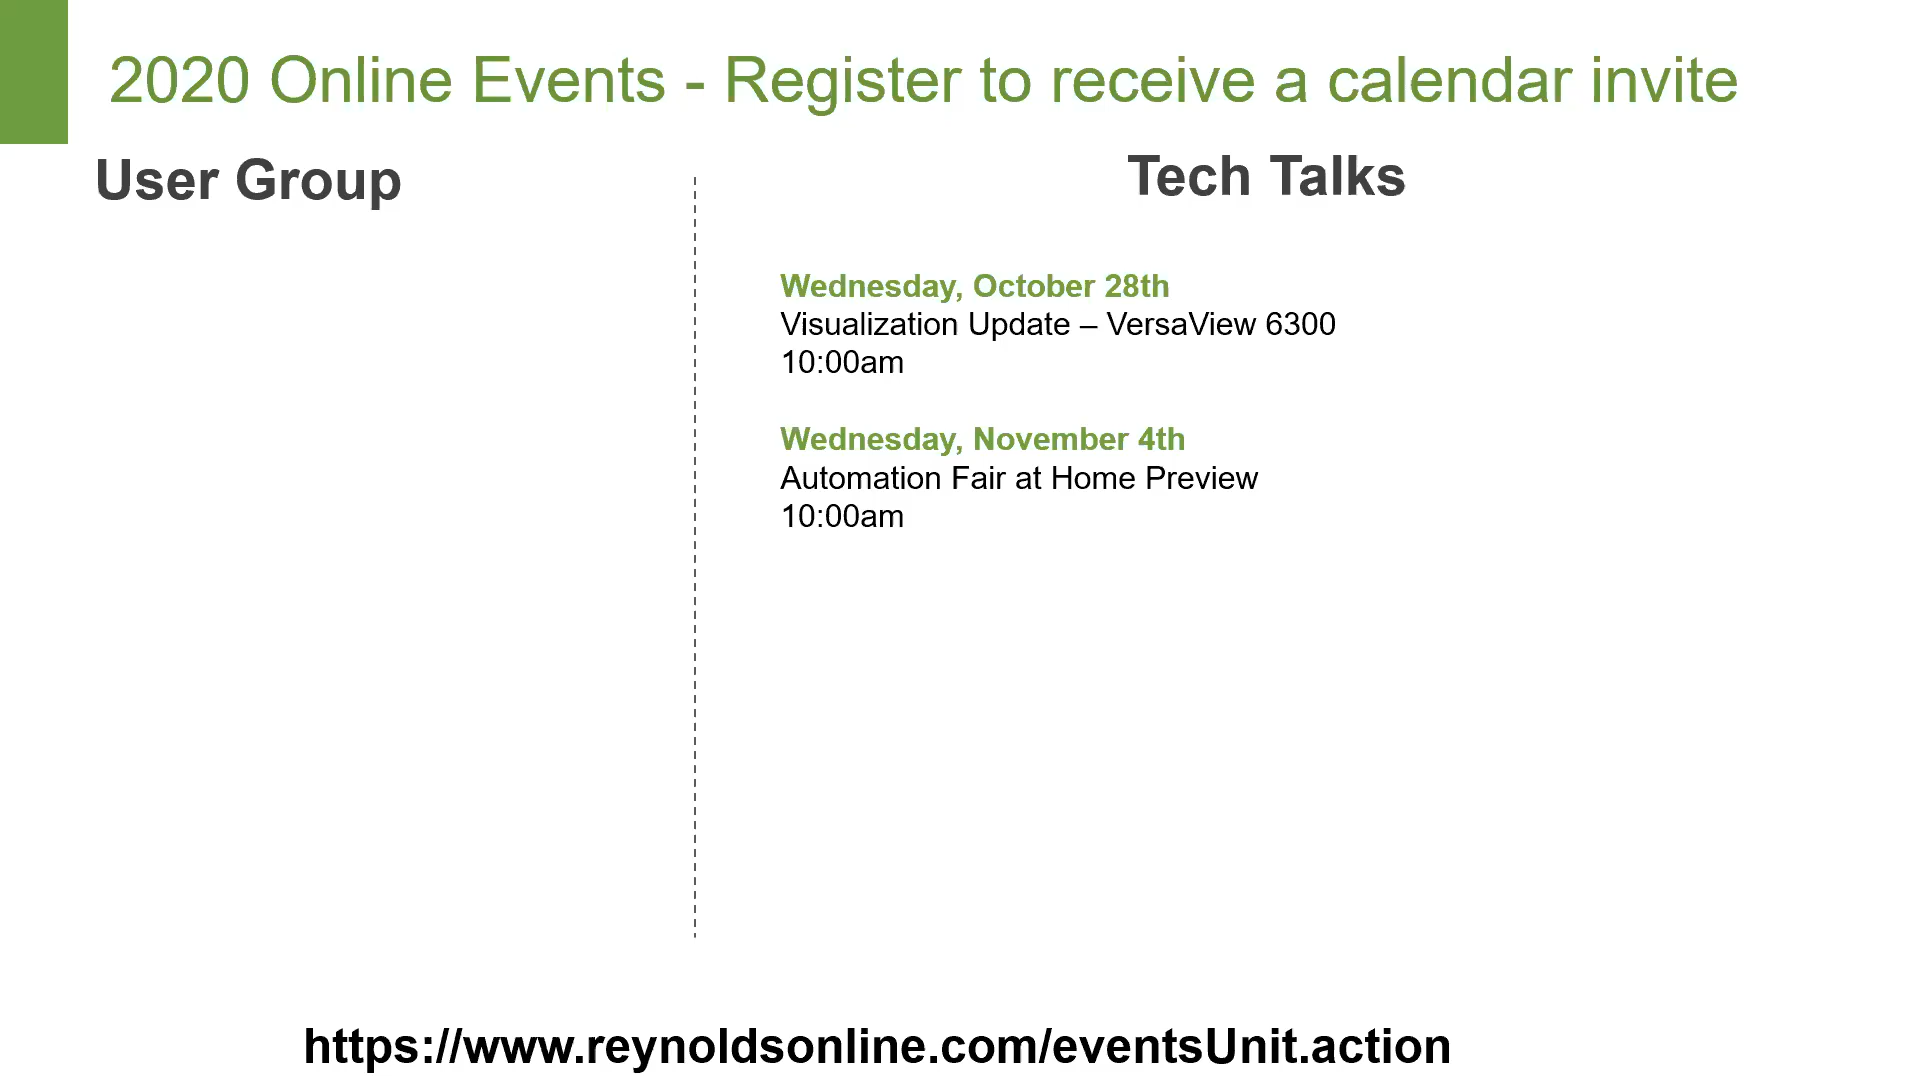 2020 Online Events - Register to receive a calendar invite
User Group
Tech Talks
Wednesday, October 28th
Visualization Update – VersaView 6300
10:00am
Wednesday, November 4th
Automation Fair at Home Preview
10:00am
https://www.reynoldsonline.com/eventsUnit.action